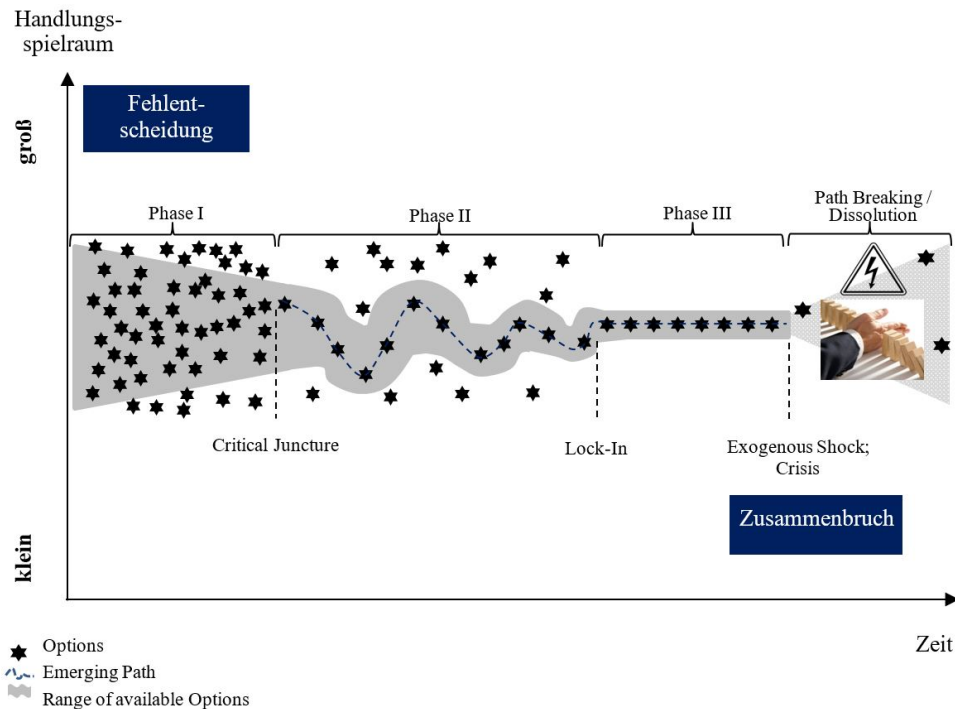 Handlungs-
spielraum
Fehlent-
scheidung
groß
Phase I
Phase II
Phase III
Path Breaking /
Dissolution
Critical Juncture
Lock-In
Exogenous Shock;
Crisis
Zusammenbruch
klein
Zeit
Options
Emerging Path
Range of available Options